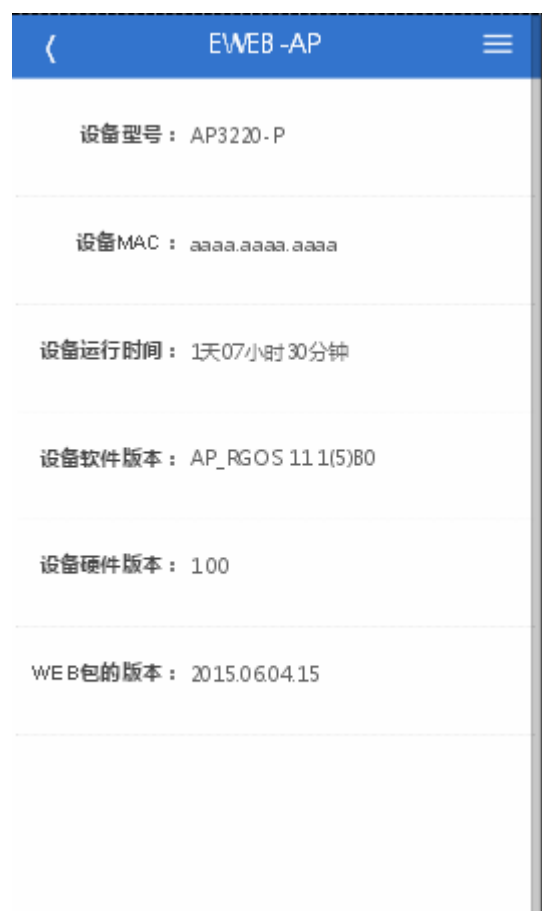 EWEB-AP
设备型号： AP3220-P
设备MAC： aaaa.aaaa.aaaa
设备运行时间： 1天07小时30分钟
设备软件版本： AP_RGOS 11 1(5)B0
设备硬件版本： 100
WEB包的版本： 2015.06.04.15